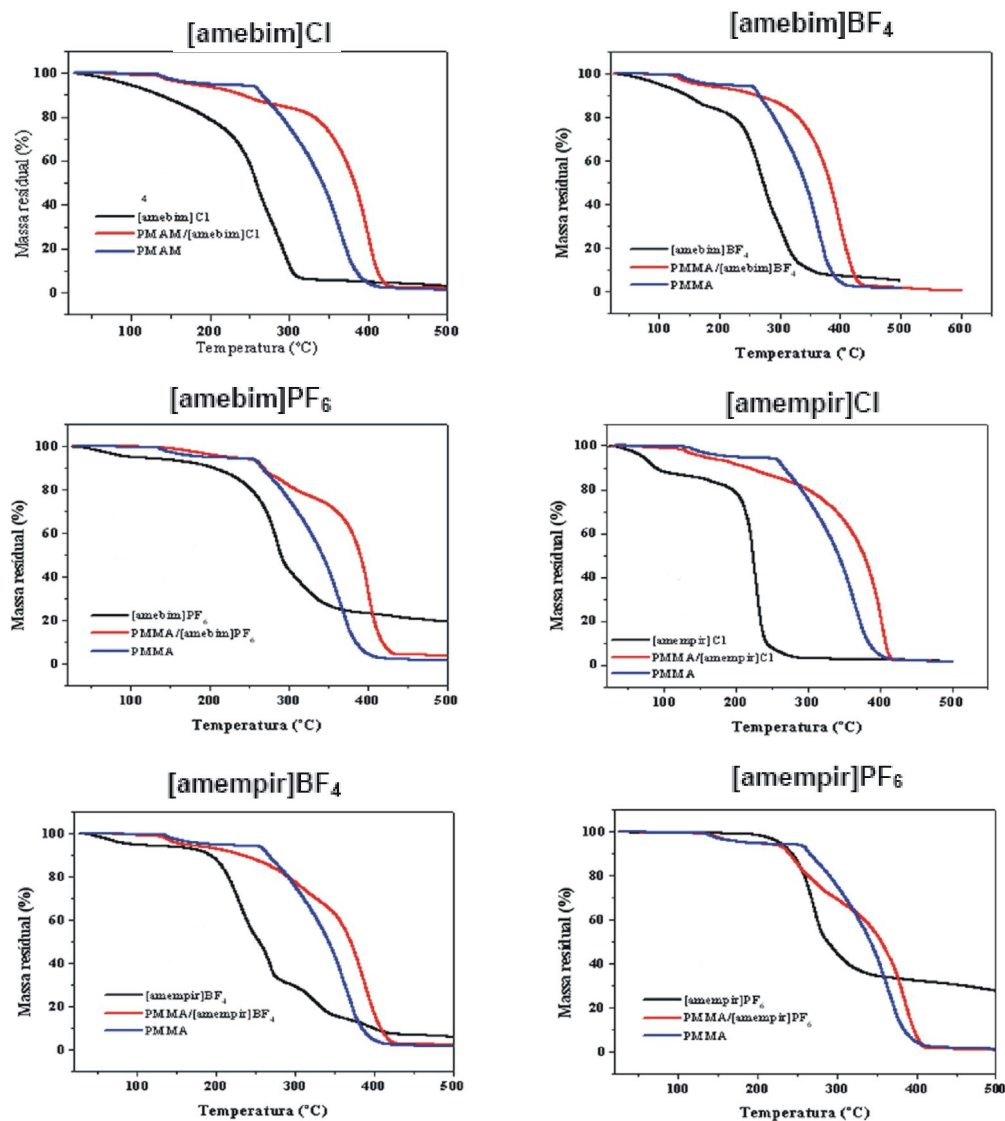 [amebim]Cl
Massa residual (%)
100
80
60
40
20
0
4
[amebim]Cl
PMAM/[amebim]Cl
PMAM
100 200 300 400 500
Temperatura (°C)
[amebim]BF₄
Massa resídual (%)
100
80
60
40
20
0
[amebim]BF₄
PMMA/[amebim]BF₄
PMMA
100 200 300 400 500 600
Temperatura (°C)
[amebim]PF₆
Massa resídual (%)
100
80
60
40
20
0
[amebim]PF₆
PMMA/[amebim]PF₆
PMMA
100 200 300 400 500
Temperatura (°C)
[amempir]Cl
Massa resídual (%)
100
80
60
40
20
0
[amempir]Cl
PMMA/[amempir]Cl
PMMA
100 200 300 400 500
Temperatura (°C)
[amempir]BF₄
Massa resídual (%)
100
80
60
40
20
0
[amempir]BF₄
PMMA/[amempir]BF₄
PMMA
100 200 300 400 500
Temperatura (°C)
[amempir]PF₆
Massa resídual (%)
100
80
60
40
20
0
[amempir]PF₆
PMMA/[amempir]PF₆
PMMA
100 200 300 400 500
Temperatura (°C)